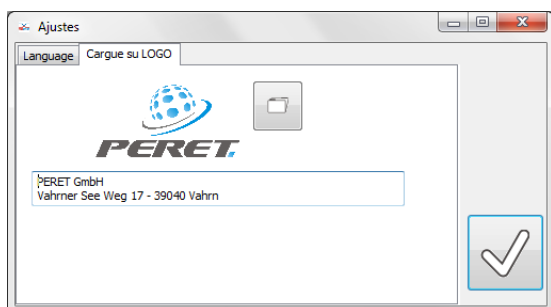 Ajustes
Language Cargue su LOGO
PERET.
PERET GmbH
Vahrner See Weg 17 - 39040 Vahrn